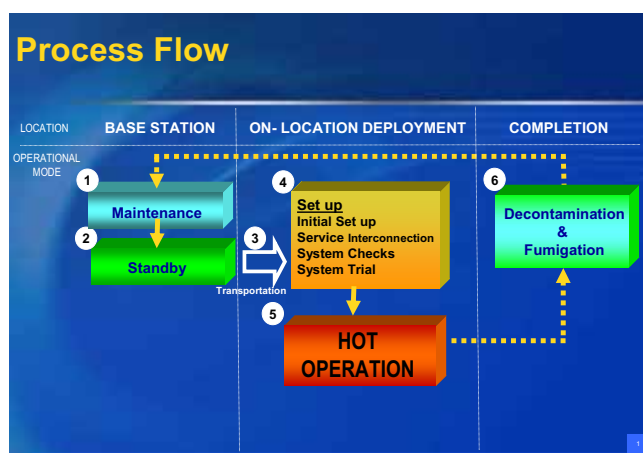 Process Flow
LOCATION
BASE STATION
ON- LOCATION DEPLOYMENT
COMPLETION
OPERATIONAL
MODE
1
Maintenance
2
Standby
3
Transportation
4
Set up
Initial Set up
Service Interconnection
System Checks
System Trial
5
HOT
OPERATION
6
Decontamination
&
Fumigation
1